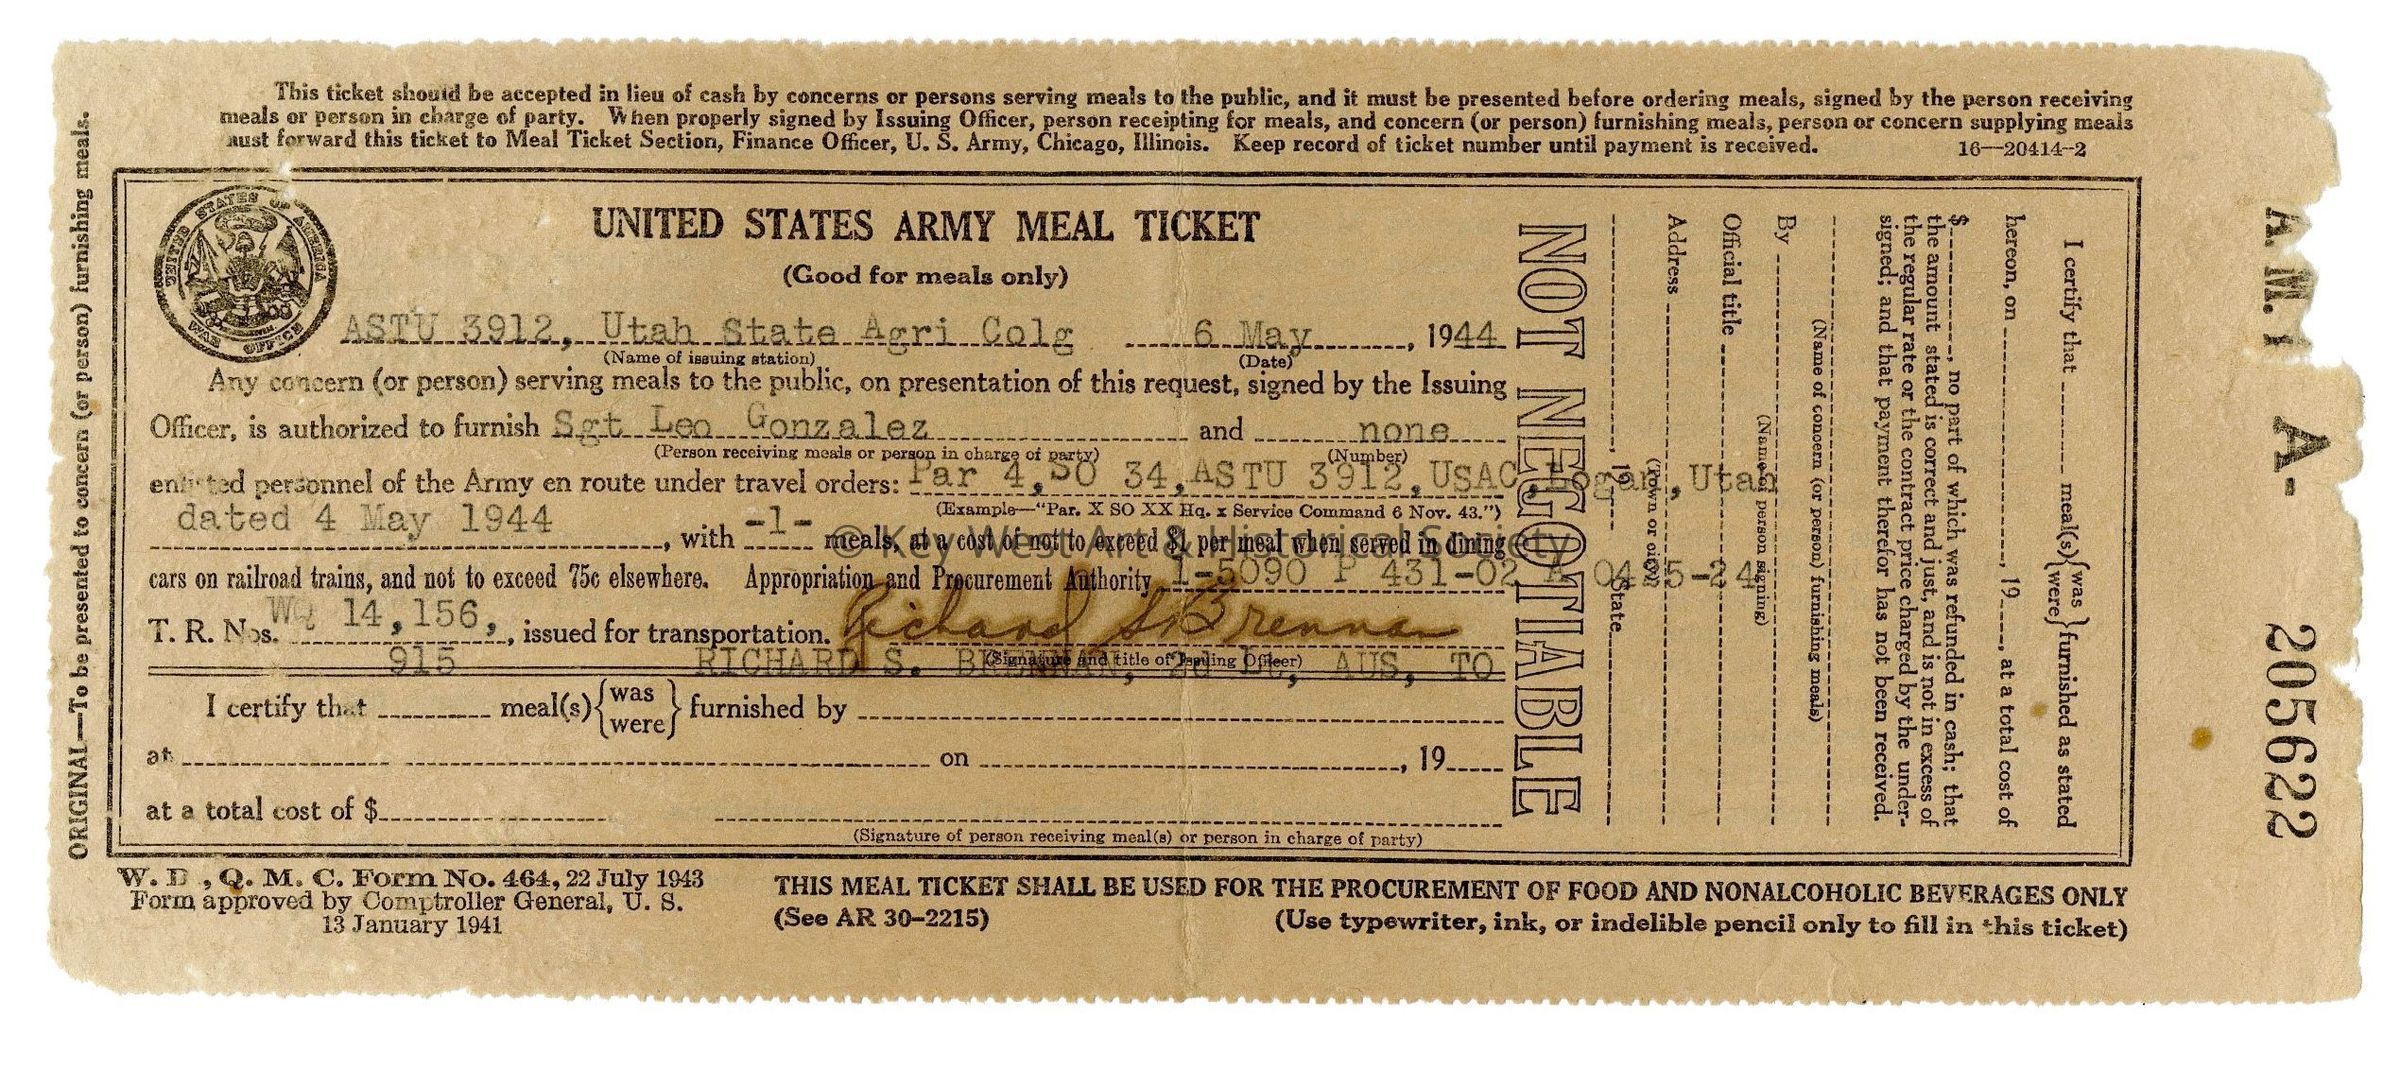 This ticket should be accepted in lieu of cash by concerns or persons serving meals to the public, and it must be presented before ordering meals, signed by the person receiving
meals or person in charge of party. When properly signed by Issuing Officer, person receipting for meals, and concern (or person) furnishing meals, person or concern supplying meals
must forward this ticket to Meal Ticket Section, Finance Officer, U. S. Army, Chicago, Illinois. Keep record of ticket number until payment is received. 16—20414-2
ORIGINAL—To be presented to concern (or person) furnishing meals.
UNITED STATES OF AMERICA
WAR OFFICE
UNITED STATES ARMY MEAL TICKET
(Good for meals only)
ASTU 3912, Utah State Agri Colg 6 May, 1944
(Name of issuing station) (Date)
Any concern (or person) serving meals to the public, on presentation of this request, signed by the Issuing
Officer, is authorized to furnish Sgt Leo Gonzalez and none
(Person receiving meals or person in charge of party) (Number)
enlisted personnel of the Army en route under travel orders: Par 4, SO 34, ASTU 3912, USAC, Logan, Utah
(Example—"Par. X SO XX Hq. x Service Command 6 Nov. 43.")
dated 4 May 1944, with -1- meals, at a cost of not to exceed $1 per meal when served in dining
© Key West Art & Historical Society
cars on railroad trains, and not to exceed 75c elsewhere. Appropriation and Procurement Authority 1-5090 P 431-02 A
T. R. Nos. WQ 14,156, issued for transportation. Richard S Brennan
915 RICHARD S. BRENNAN, 2d Lt, AUS, TO
(Signature and title of Issuing Officer)
I certify that meal(s) {was were} furnished by
at on , 19
at a total cost of $
(Signature of person receiving meal(s) or person in charge of party)
NOT NEGOTIABLE
I certify that meal(s) {was were} furnished as stated
hereon, on , 19 , at a total cost of
$ ; no part of which was refunded in cash; that
the amount stated is correct and just, and is not in excess of
the regular rate or the contract price charged by the under-
signed; and that payment therefor has not been received.
(Name of concern (or person) furnishing meals)
By
(Name of person signing)
Official title
Address
(Town or city) State
, 19
A- 205622
W. D., Q. M. C. Form No. 464, 22 July 1943
Form approved by Comptroller General, U. S.
13 January 1941
THIS MEAL TICKET SHALL BE USED FOR THE PROCUREMENT OF FOOD AND NONALCOHOLIC BEVERAGES ONLY
(See AR 30-2215) (Use typewriter, ink, or indelible pencil only to fill in this ticket)